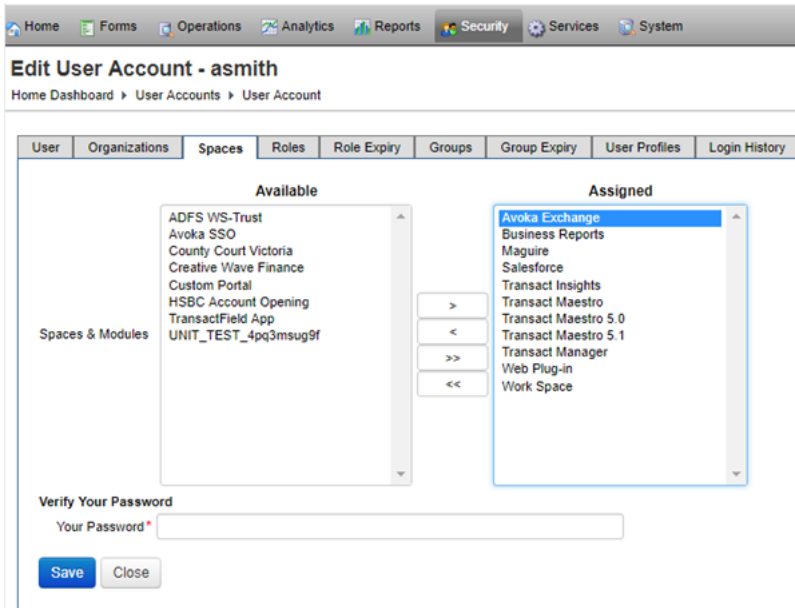 Home Forms Operations Analytics Reports Security Services System
Edit User Account - asmith
Home Dashboard ▸ User Accounts ▸ User Account
User Organizations Spaces Roles Role Expiry Groups Group Expiry User Profiles Login History
Available
ADFS WS-Trust
Avoka SSO
County Court Victoria
Creative Wave Finance
Custom Portal
HSBC Account Opening
TransactField App
UNIT_TEST_4pq3msug9f
Spaces & Modules
>
<
>>
<<
Assigned
Avoka Exchange
Business Reports
Maguire
Salesforce
Transact Insights
Transact Maestro
Transact Maestro 5.0
Transact Maestro 5.1
Transact Manager
Web Plug-in
Work Space
Verify Your Password
Your Password*
Save Close